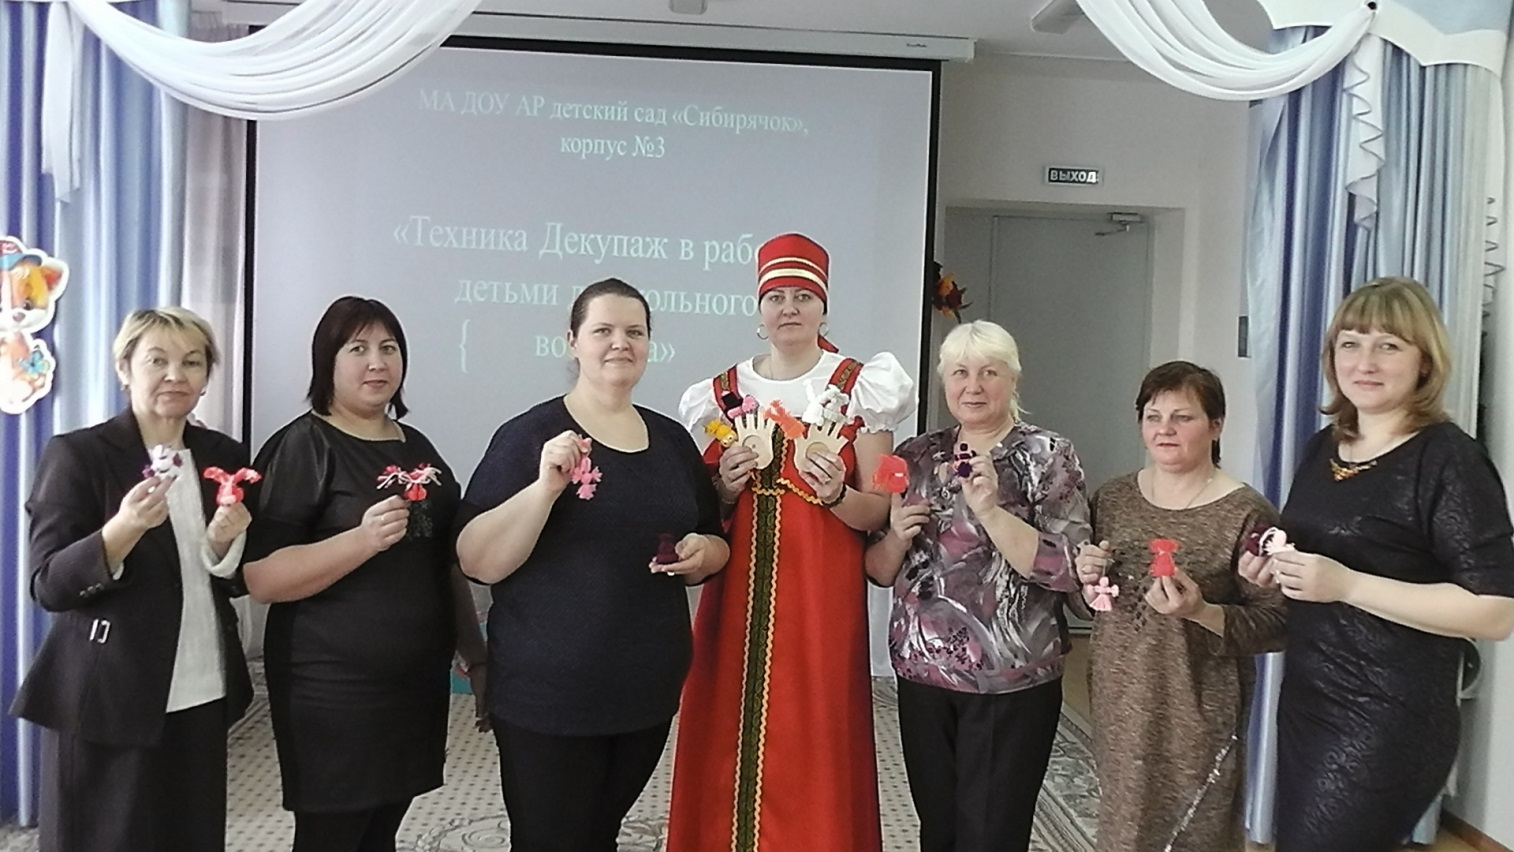 МА ДОУ АР детский сад «Сибирячок»,
корпус №3
ВЫХОД
«Техника Декупаж в
детьми